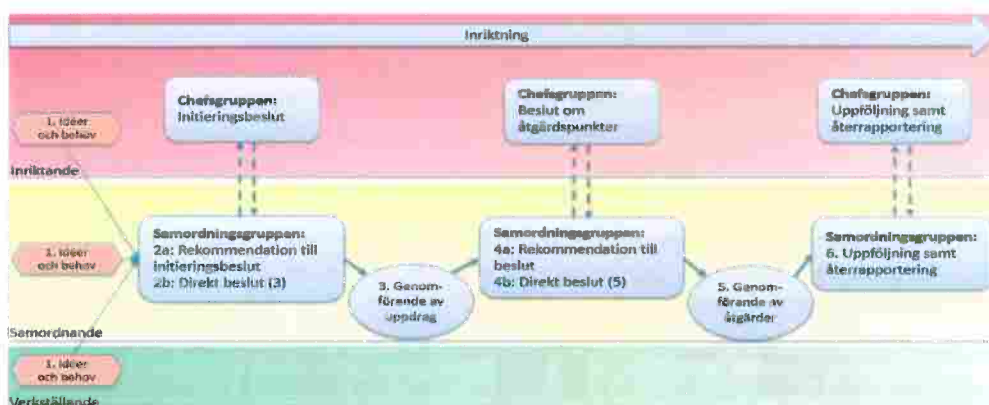 Inriktning
Chefsgruppen:
Initieringsbeslut
Chefsgruppen:
Beslut om
åtgärdspunkter
Chefsgruppen:
Uppföljning samt
återrapportering
1. Idéer
och behov
Inriktande
Samordningsgruppen:
2a: Rekommendation till
initieringsbeslut
2b: Direkt beslut (3)
Samordningsgruppen:
4a: Rekommendation till
beslut
4b: Direkt beslut (5)
Samordningsgruppen:
6. Uppföljning samt
återrapportering
1. Idéer
och behov
3. Genom-
förande av
uppdrag
5. Genom-
förande av
åtgärder
Samordnande
1. Idéer
och behov
Verkställande